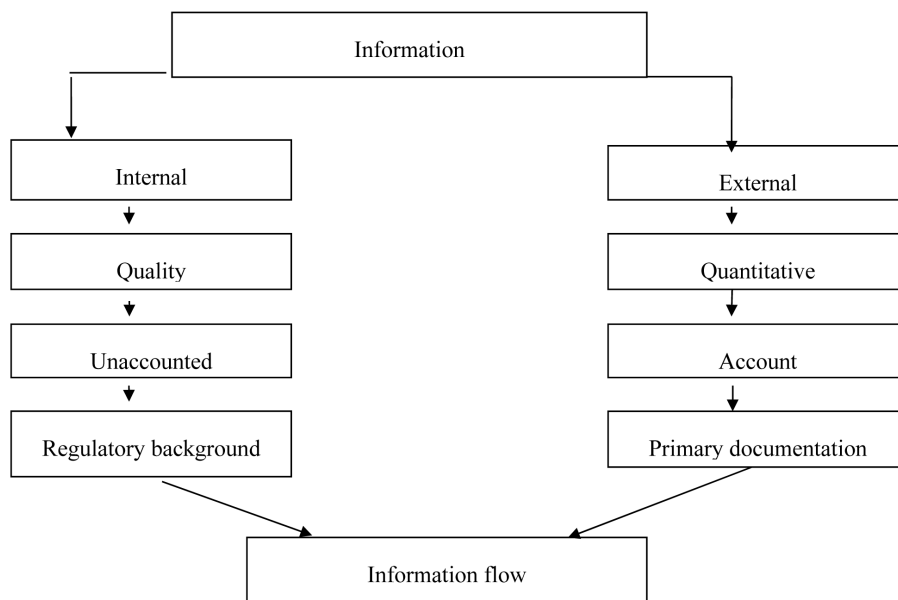 Information
Internal
External
Quality
Quantitative
Unaccounted
Account
Regulatory background
Primary documentation
Information flow